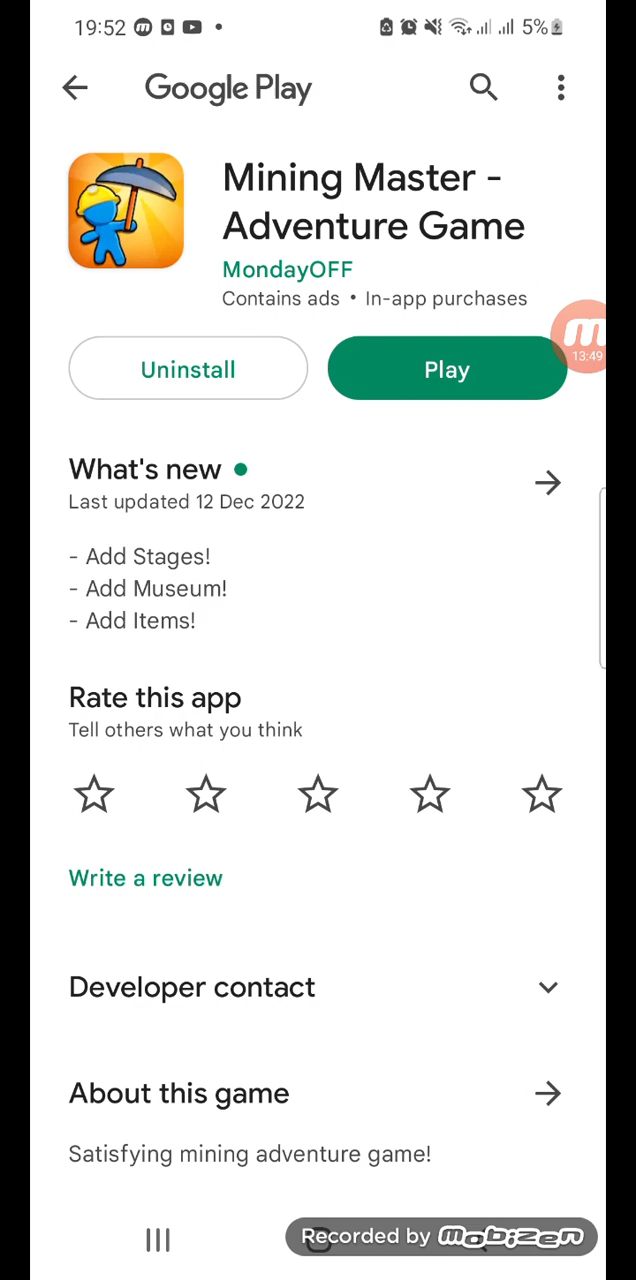 19:52
5%
Google Play
Mining Master -
Adventure Game
MondayOFF
Contains ads • In-app purchases
Uninstall
Play
13:49
What's new
Last updated 12 Dec 2022
- Add Stages!
- Add Museum!
- Add Items!
Rate this app
Tell others what you think
Write a review
Developer contact
About this game
Satisfying mining adventure game!
Recorded by mobizen